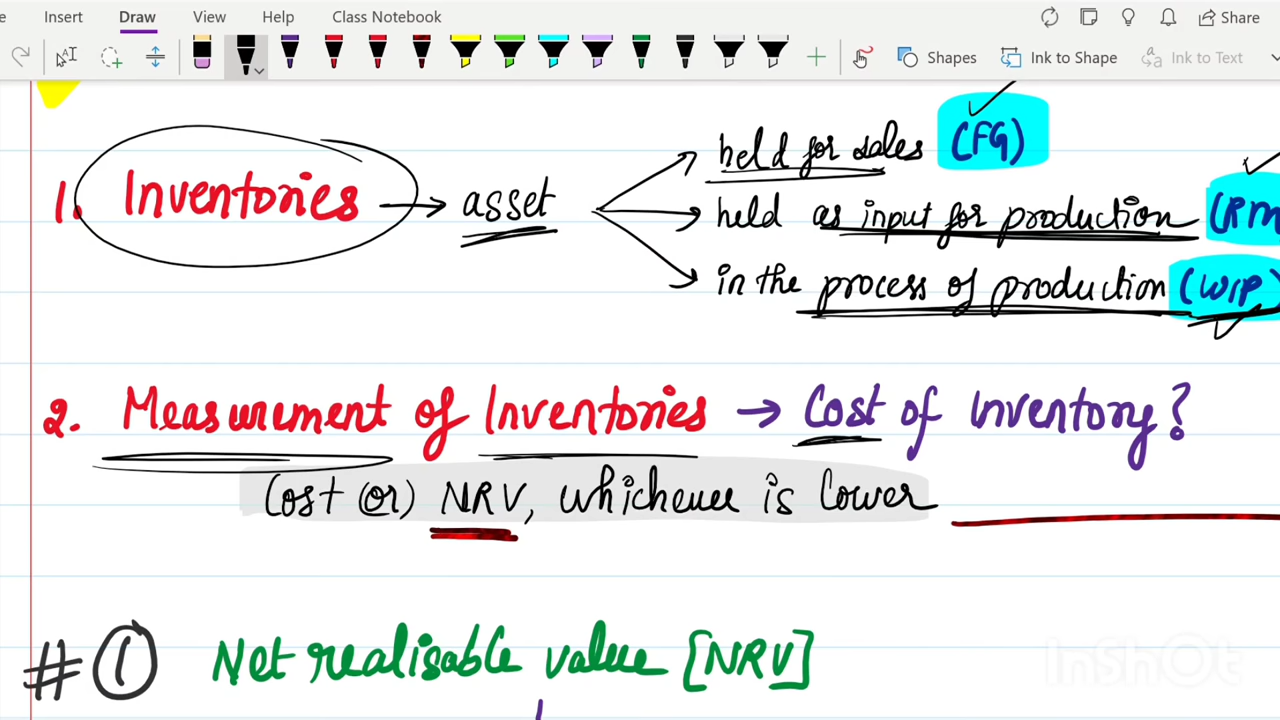 Insert Draw View Help Class Notebook Share
Shapes Ink to Shape Ink to Text
held for sales (FG)
1. Inventories → asset held as input for production (RM
in the process of production (WIP)
2. Measurement of Inventories → Cost of Inventory?
Cost (or) NRV, whichever is lower
# 1 Net realisable value [NRV]
InShOt